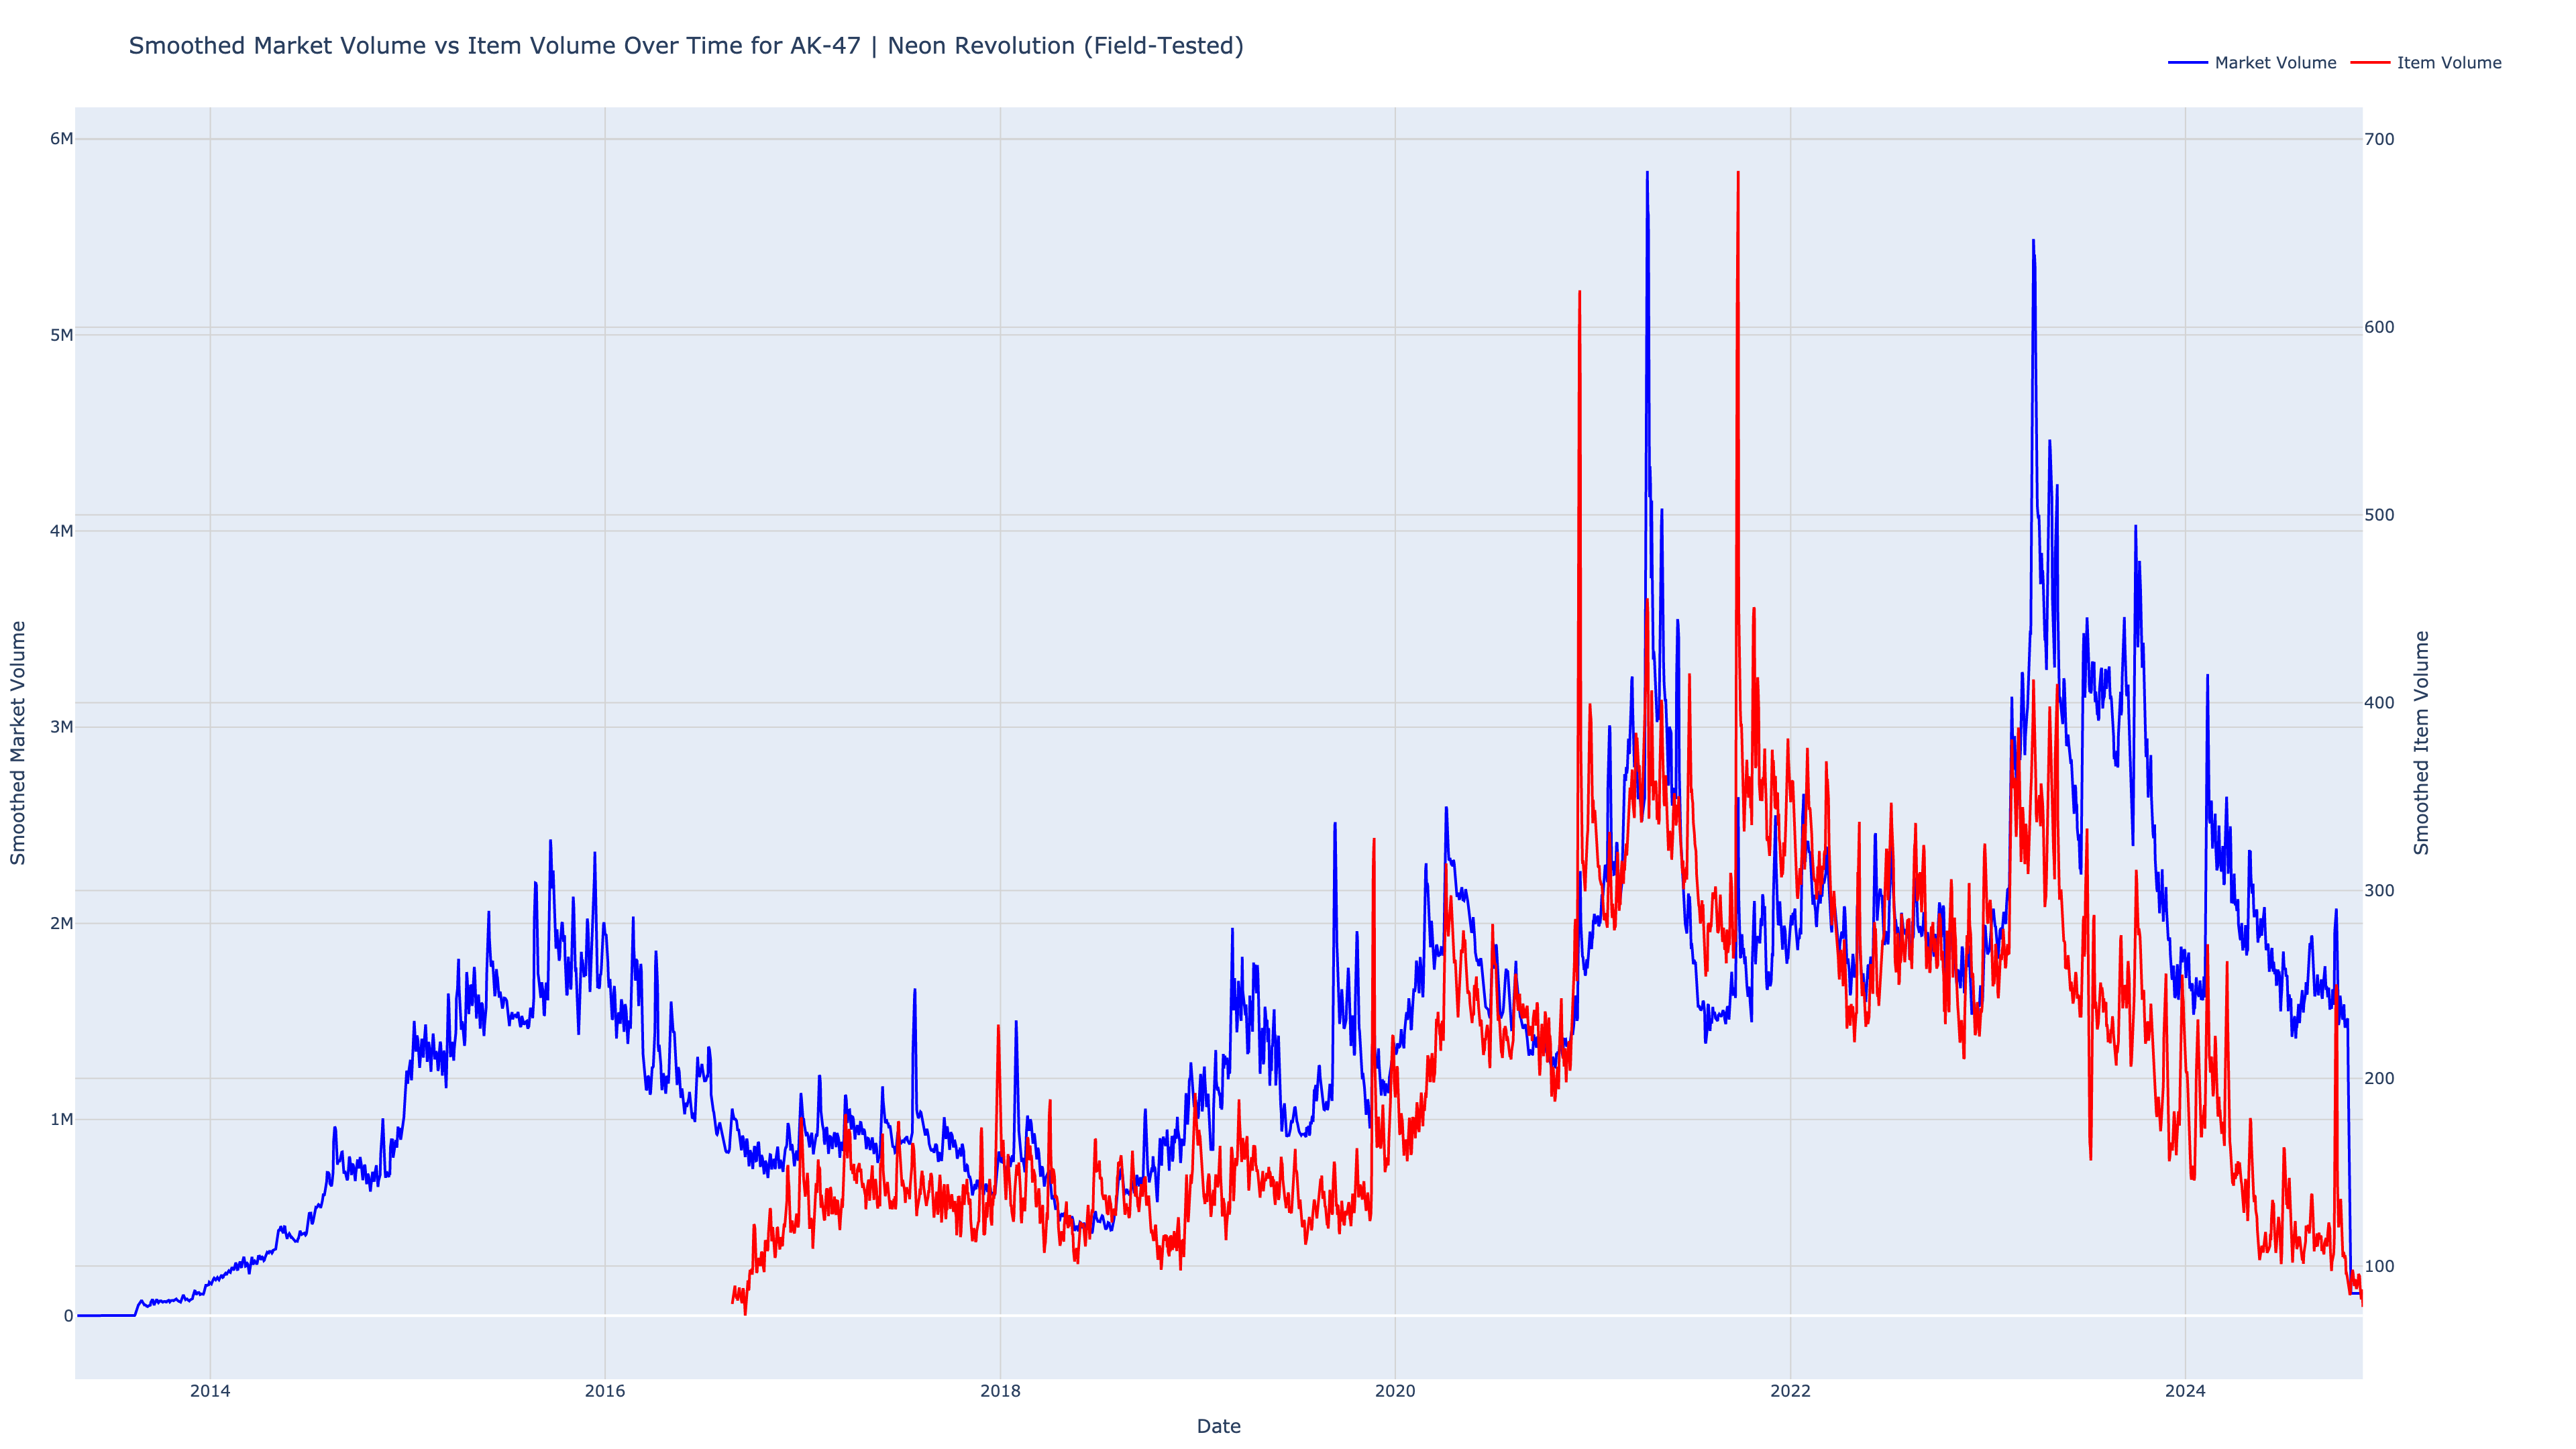 Smoothed Market Volume vs Item Volume Over Time for AK-47 | Neon Revolution (Field-Tested)
Market Volume
Item Volume
6M
5M
4M
3M
2M
1M
0
Smoothed Market Volume
700
600
500
400
300
200
100
Smoothed Item Volume
2014
2016
2018
2020
2022
2024
Date